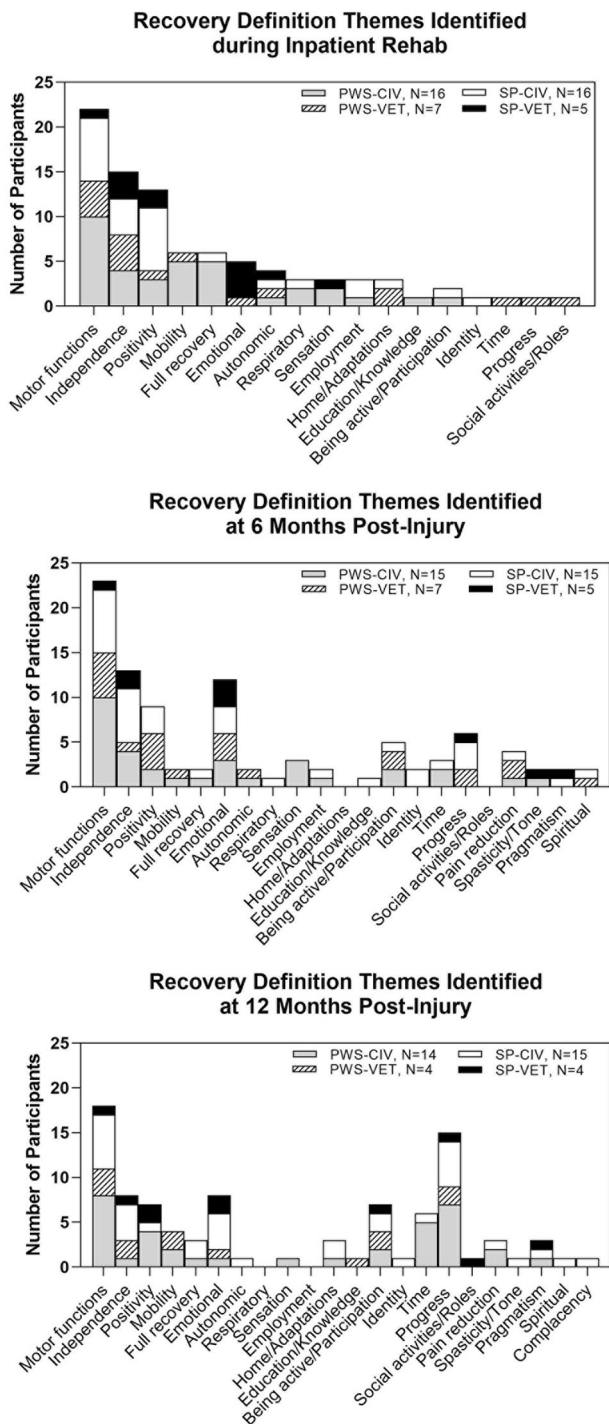 Recovery Definition Themes Identified
during Inpatient Rehab
PWS-CIV, N=16
SP-CIV, N=16
PWS-VET, N=7
SP-VET, N=5
Number of Participants
25
20
15
10
5
0
Motor functions
Independence
Positivity
Mobility
Full recovery
Emotional
Autonomic
Respiratory
Sensation
Employment
Home/Adaptations
Education/Knowledge
Being active/Participation
Identity
Time
Progress
Social activities/Roles
Recovery Definition Themes Identified
at 6 Months Post-Injury
PWS-CIV, N=15
SP-CIV, N=15
PWS-VET, N=7
SP-VET, N=5
Number of Participants
25
20
15
10
5
0
Motor functions
Independence
Positivity
Mobility
Full recovery
Emotional
Autonomic
Respiratory
Sensation
Employment
Home/Adaptations
Education/Knowledge
Being active/Participation
Identity
Time
Progress
Social activities/Roles
Pain reduction
Spasticity/Tone
Pragmatism
Spiritual
Recovery Definition Themes Identified
at 12 Months Post-Injury
PWS-CIV, N=14
SP-CIV, N=15
PWS-VET, N=4
SP-VET, N=4
Number of Participants
25
20
15
10
5
0
Motor functions
Independence
Positivity
Mobility
Full recovery
Emotional
Autonomic
Respiratory
Sensation
Employment
Home/Adaptations
Education/Knowledge
Being active/Participation
Identity
Time
Progress
Social activities/Roles
Pain reduction
Spasticity/Tone
Pragmatism
Spiritual
Complacency